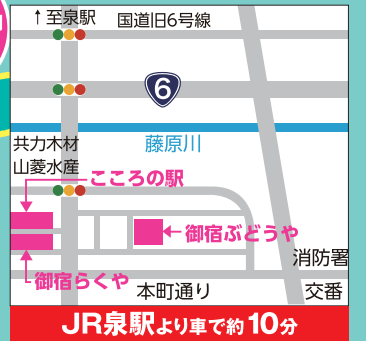 ↑至泉駅 国道旧6号線
6
藤原川
共力木材
山菱水産
こころの駅
御宿ぶどうや
消防署
御宿らくや
本町通り 交番
JR泉駅より車で約10分